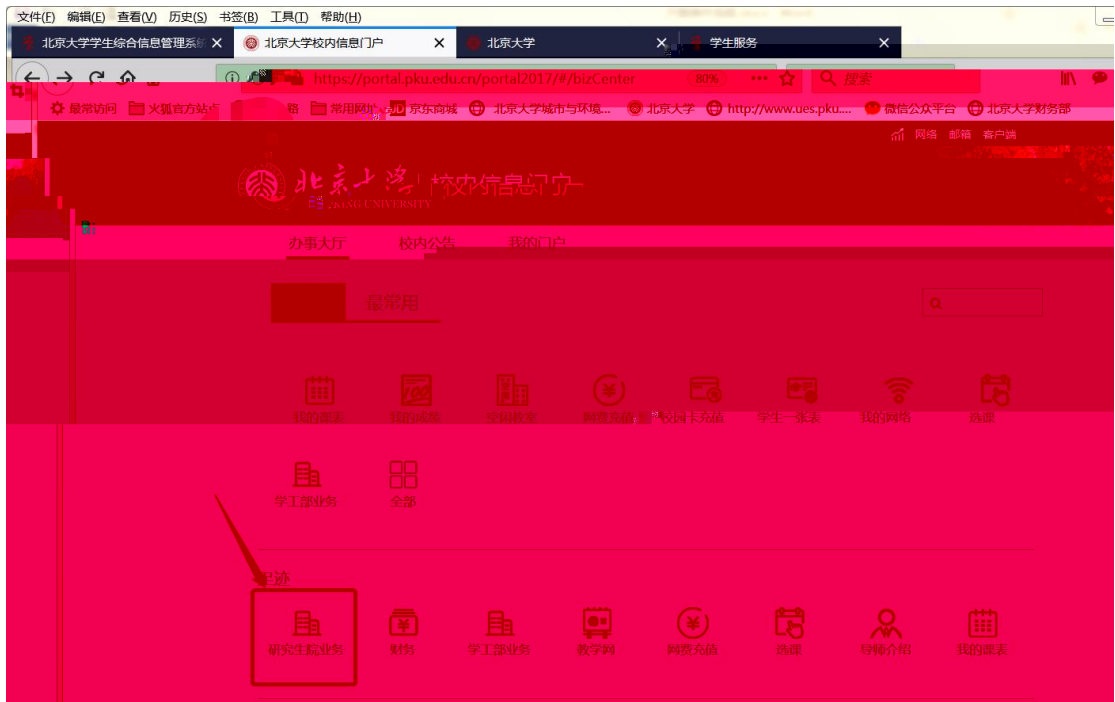 文件(F) 编辑(E) 查看(V) 历史(S) 书签(B) 工具(T) 帮助(H)
北京大学学生综合信息管理系统 北京大学校内信息门户 北京大学 学生服务
https://portal.pku.edu.cn/portal2017/#/bizCenter 80% 搜索
最常访问 火狐官方站点 常用网址 JD 京东商城 北京大学城市与环境... 北京大学 http://www.ues.pku.... 微信公众平台 北京大学财务部
网络 邮箱 客户端
北京大学 校内信息门户
PEKING UNIVERSITY
办事大厅 校内公告 我的门户
最常用
我的课表 我的成绩 空闲教室 网费充值 校园卡充值 学生一张表 我的网络 选课
学工部业务 全部
足迹
研究生院业务 财务 学工部业务 教学网 网费充值 选课 导师介绍 我的课表